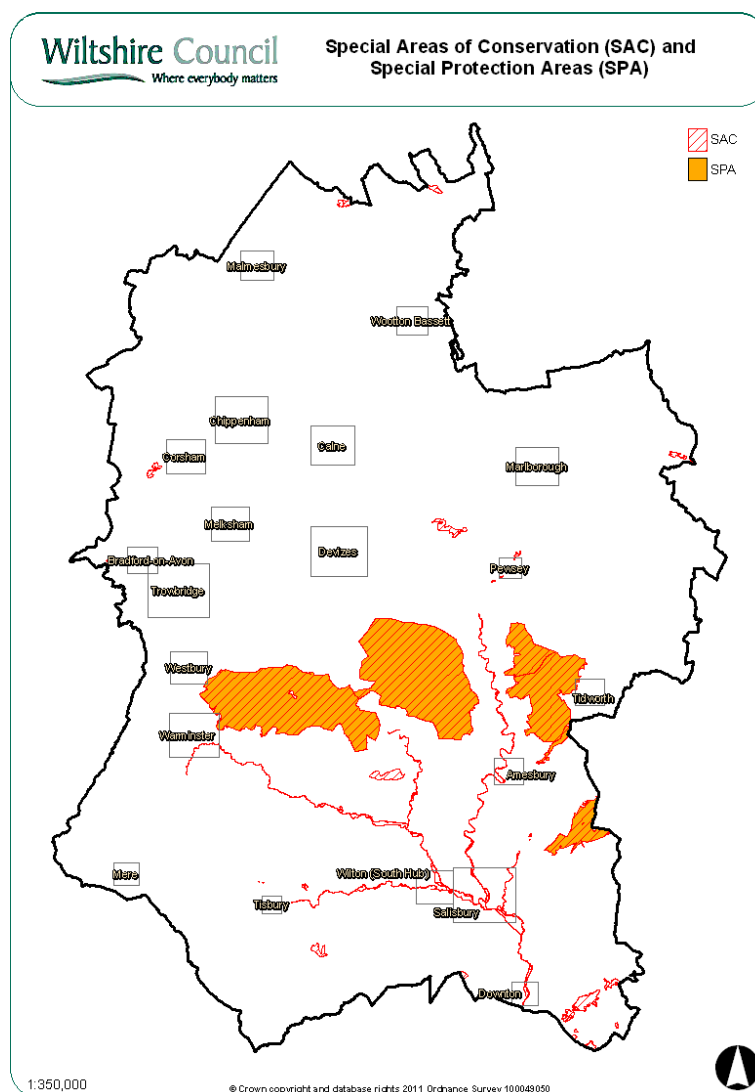 Wiltshire Council
Where everybody matters
Special Areas of Conservation (SAC) and
Special Protection Areas (SPA)
SAC
SPA
Malmesbury
Wootton Bassett
Chippenham
Calne
Corsham
Marlborough
Melksham
Devizes
Bradford-on-Avon
Pewsey
Trowbridge
Westbury
Tidworth
Warminster
Amesbury
Mere
Wilton (South Hub)
Tisbury
Salisbury
Downton
1:350,000
© Crown copyright and database rights 2011 Ordnance Survey 100049050